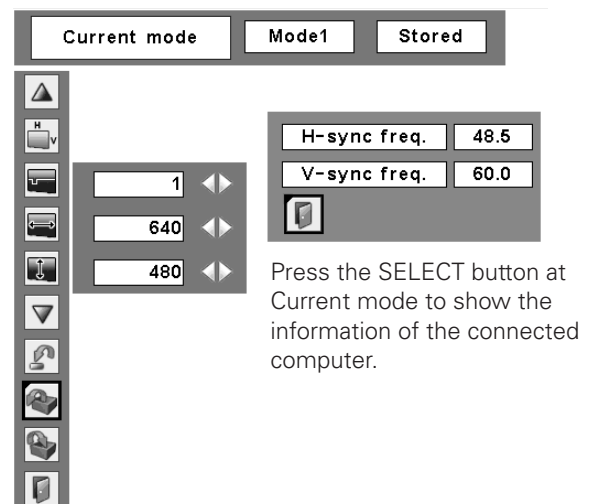 Current mode Mode1 Stored
H
V
H-sync freq. 48.5
V-sync freq. 60.0
1
640
480
Press the SELECT button at
Current mode to show the
information of the connected
computer.